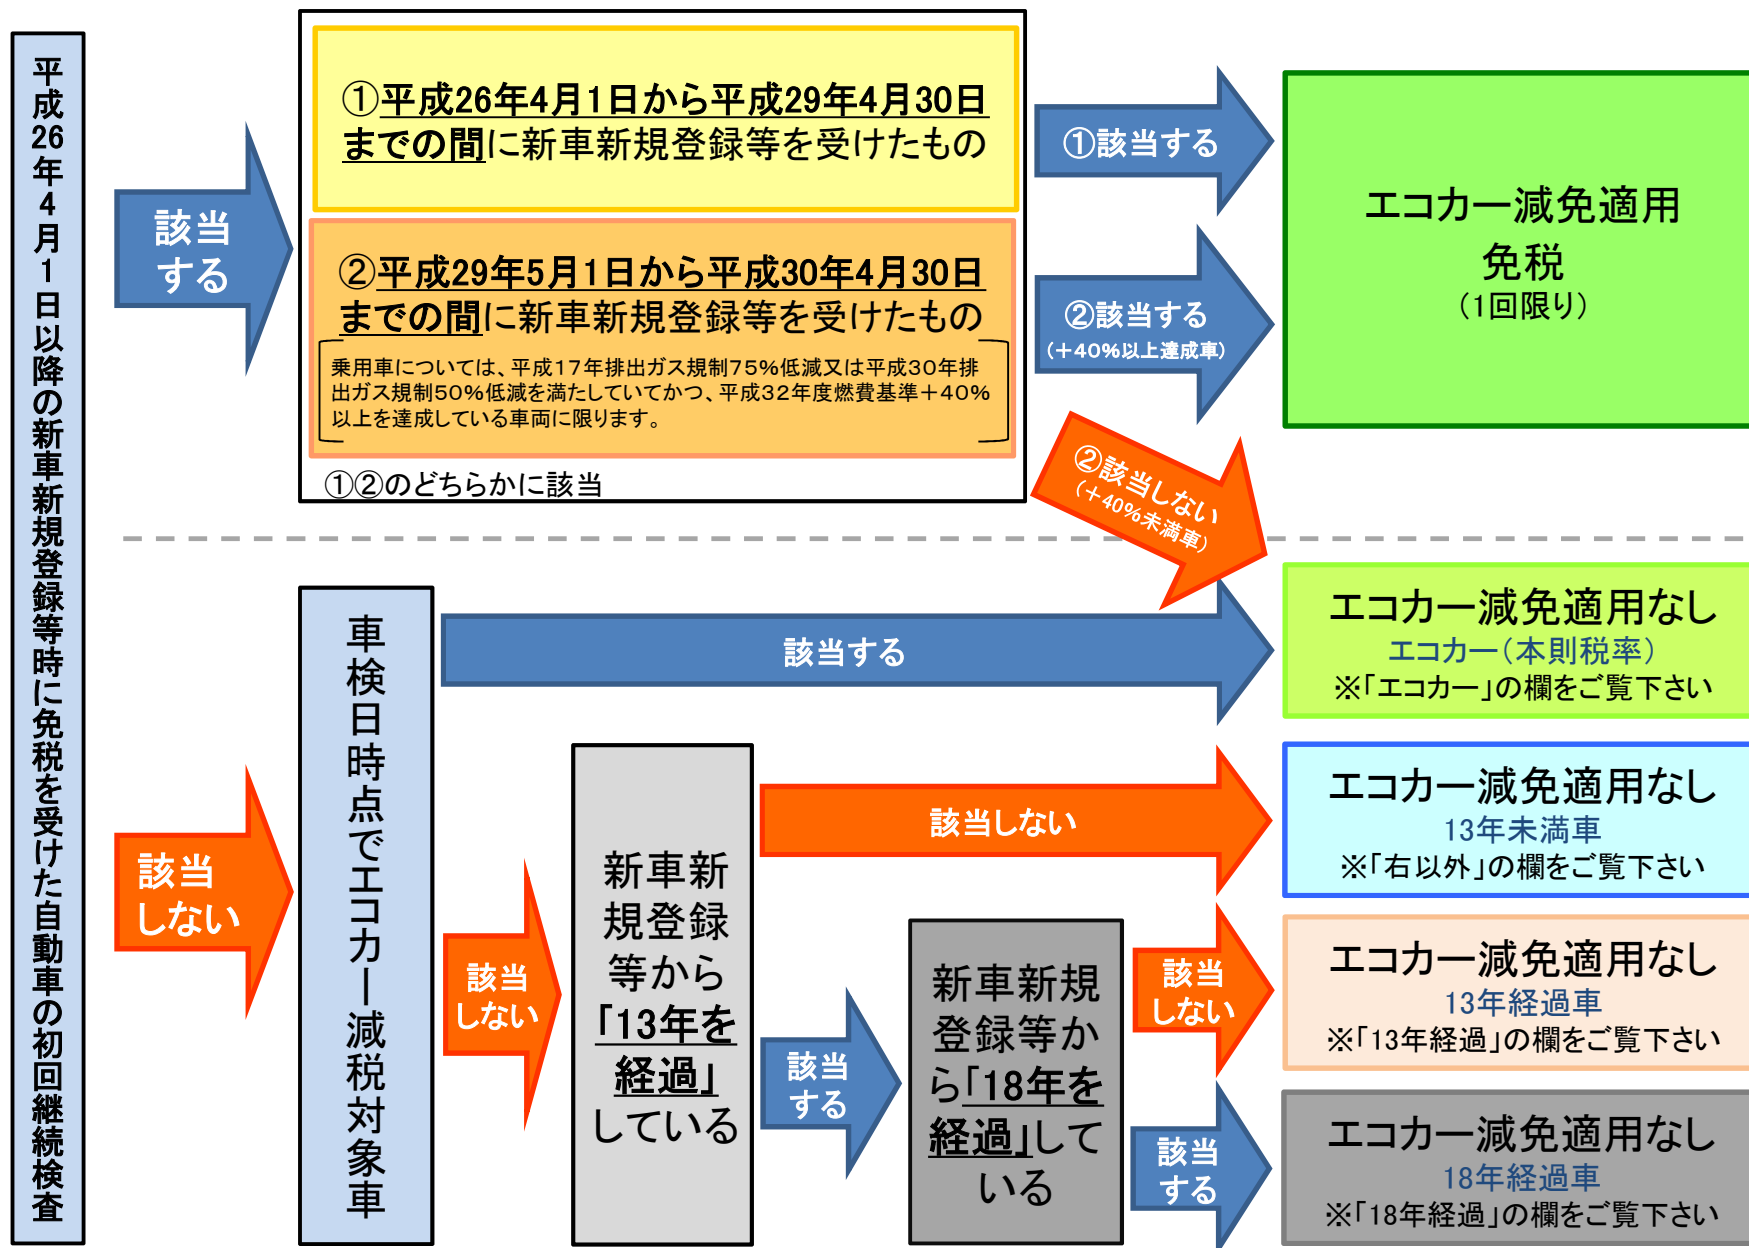 平成26年4月1日以降の新車新規登録等時に免税を受けた自動車の初回継続検査
該当
する
①平成26年4月1日から平成29年4月30日
までの間に新車新規登録等を受けたもの
②平成29年5月1日から平成30年4月30日
までの間に新車新規登録等を受けたもの
乗用車については、平成17年排出ガス規制75%低減又は平成30年排
出ガス規制50%低減を満たしていてかつ、平成32年度燃費基準+40%
以上を達成している車両に限ります。
①②のどちらかに該当
①該当する
②該当する
(+40%以上達成車)
②該当しない
(+40%未満車)
エコカー減免適用
免税
(1回限り)
該当
しない
車検日時点でエコカー減税対象車
該当する
エコカー減免適用なし
エコカー(本則税率)
※「エコカー」の欄をご覧下さい
該当
しない
新車新
規登録
等から
「13年を
経過」
している
該当しない
エコカー減免適用なし
13年未満車
※「右以外」の欄をご覧下さい
該当
する
新車新規
登録等か
ら「18年を
経過」して
いる
該当
しない
エコカー減免適用なし
13年経過車
※「13年経過」の欄をご覧下さい
該当
する
エコカー減免適用なし
18年経過車
※「18年経過」の欄をご覧下さい